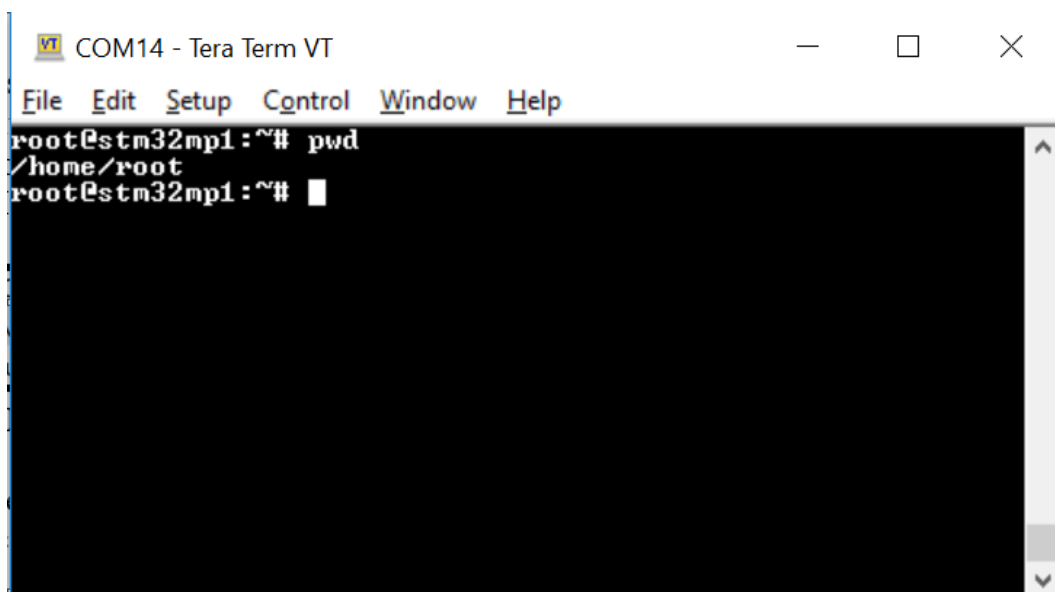 COM14 - Tera Term VT
File Edit Setup Control Window Help
root@stm32mp1:~# pwd
/home/root
root@stm32mp1:~#